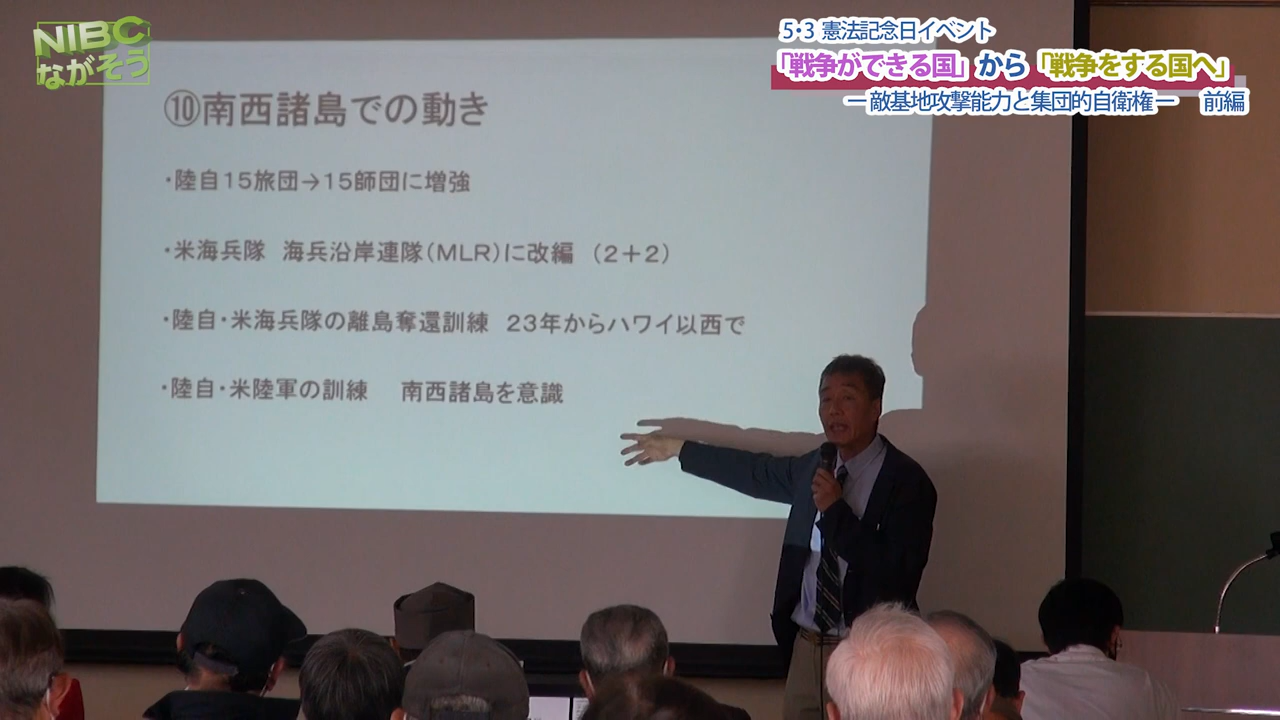 NIBC
ながそう
5・3 憲法記念日イベント
「戦争ができる国」から「戦争をする国へ」
― 敵基地攻撃能力と集団的自衛権 ― 前編
⑩南西諸島での動き
・陸自15旅団→15師団に増強
・米海兵隊 海兵沿岸連隊(MLR)に改編 (2+2)
・陸自・米海兵隊の離島奪還訓練 23年からハワイ以西で
・陸自・米陸軍の訓練 南西諸島を意識